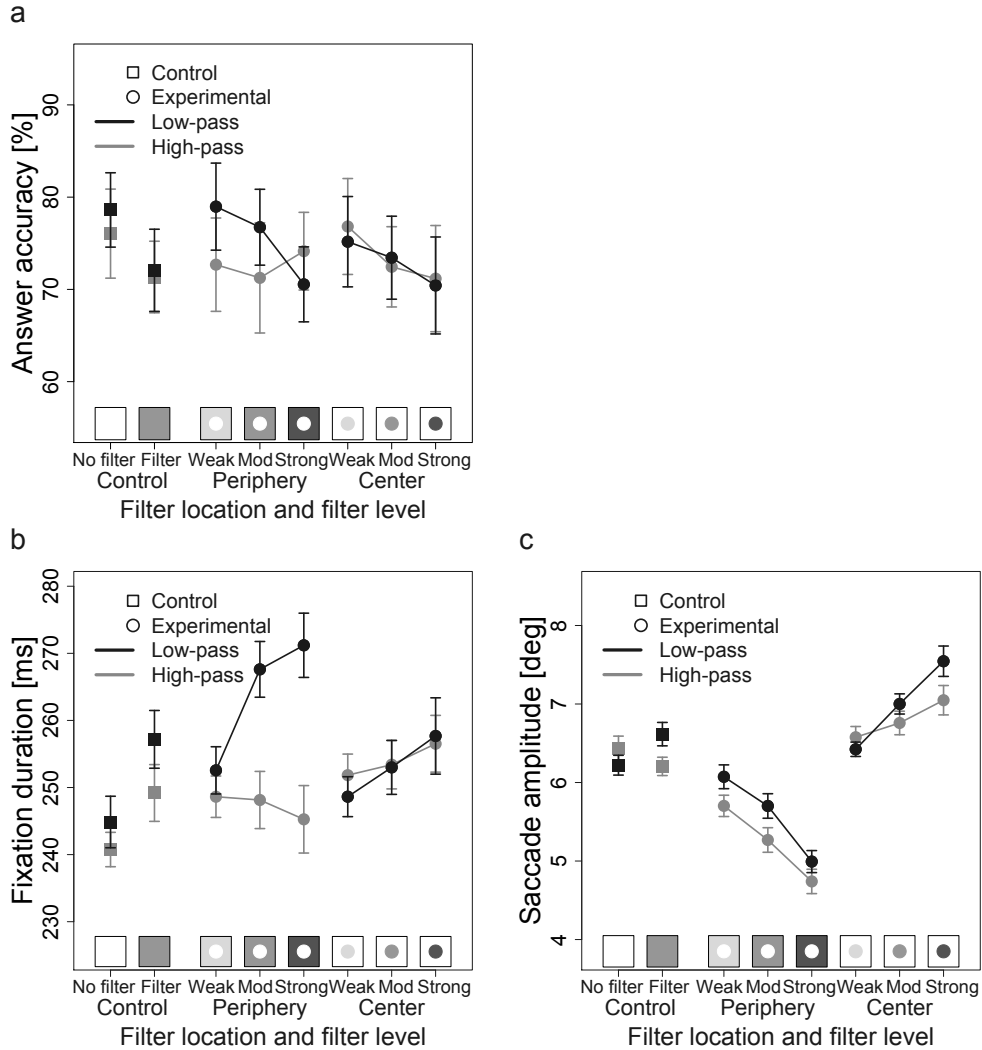 a
Answer accuracy [%]
90
80
70
60
Control
Experimental
Low-pass
High-pass
No filter Filter Weak Mod Strong Weak Mod Strong
Control Periphery Center
Filter location and filter level
b
Fixation duration [ms]
280
270
260
250
240
230
Control
Experimental
Low-pass
High-pass
No filter Filter Weak Mod Strong Weak Mod Strong
Control Periphery Center
Filter location and filter level
c
Saccade amplitude [deg]
8
7
6
5
4
Control
Experimental
Low-pass
High-pass
No filter Filter Weak Mod Strong Weak Mod Strong
Control Periphery Center
Filter location and filter level